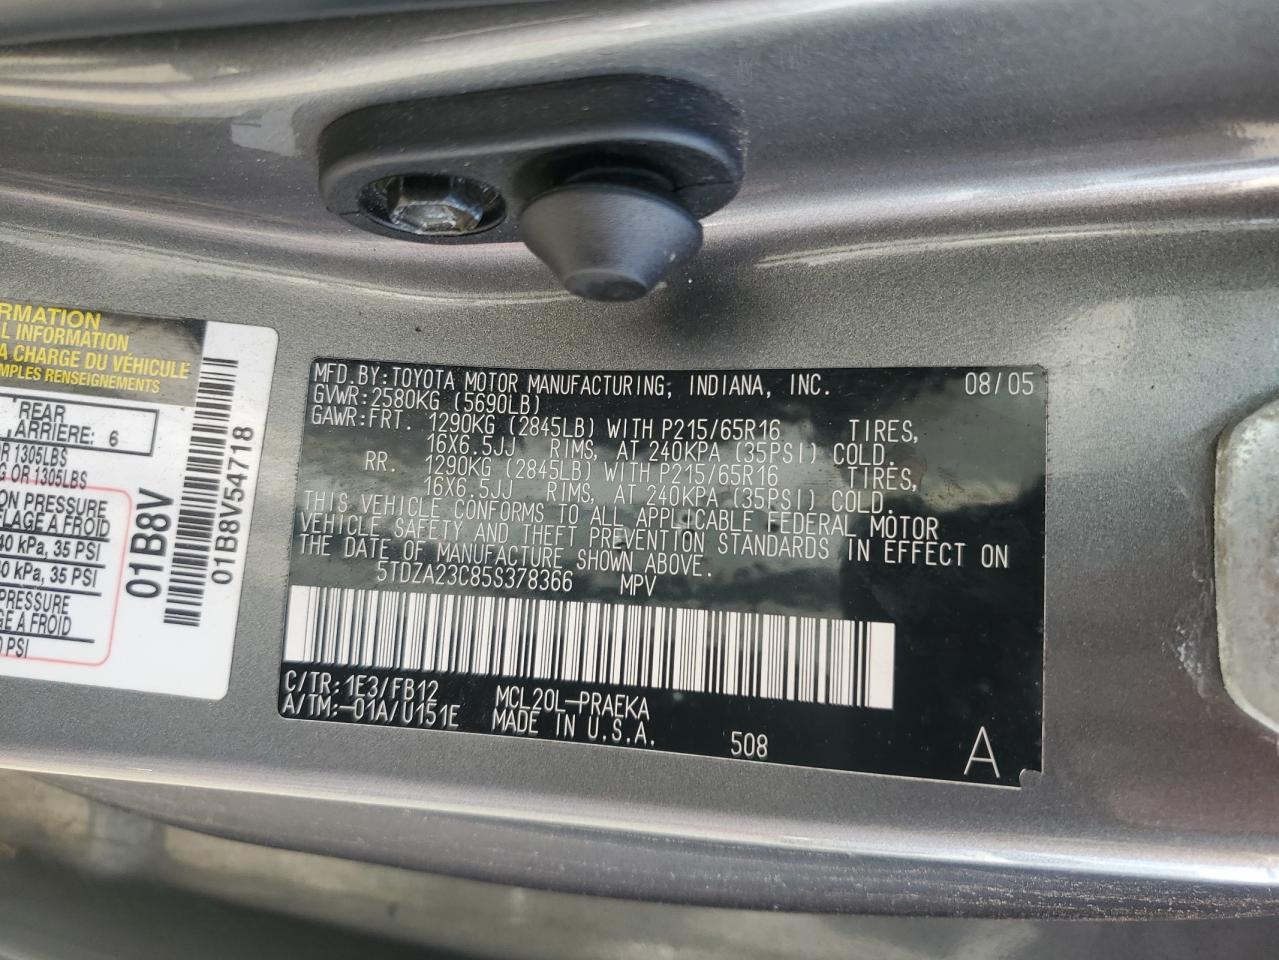 RMATION
L INFORMATION
A CHARGE DU VÉHICULE
MPLES RENSEIGNEMENTS
REAR
ARRIÈRE: 6
OR 1305LBS
G OR 1305LBS
ON PRESSURE
FLAGE A FROID
40 kPa, 35 PSI
40 kPa, 35 PSI
PRESSURE
GE A FROID
0 PSI
01B8V
01B8V54718
MFD.BY:TOYOTA MOTOR MANUFACTURING, INDIANA, INC. 08/05
GVWR:2580KG (5690LB)
GAWR:FRT. 1290KG (2845LB) WITH P215/65R16 TIRES,
16X6.5JJ RIMS, AT 240KPA (35PSI) COLD.
RR. 1290KG (2845LB) WITH P215/65R16 TIRES,
16X6.5JJ RIMS, AT 240KPA (35PSI) COLD.
THIS VEHICLE CONFORMS TO ALL APPLICABLE FEDERAL MOTOR
VEHICLE SAFETY AND THEFT PREVENTION STANDARDS IN EFFECT ON
THE DATE OF MANUFACTURE SHOWN ABOVE.
5TDZA23C85S378366 MPV
C/TR:1E3/FB12 MCL20L-PRAEKA
A/TM:-01A/U151E MADE IN U.S.A. 508 A